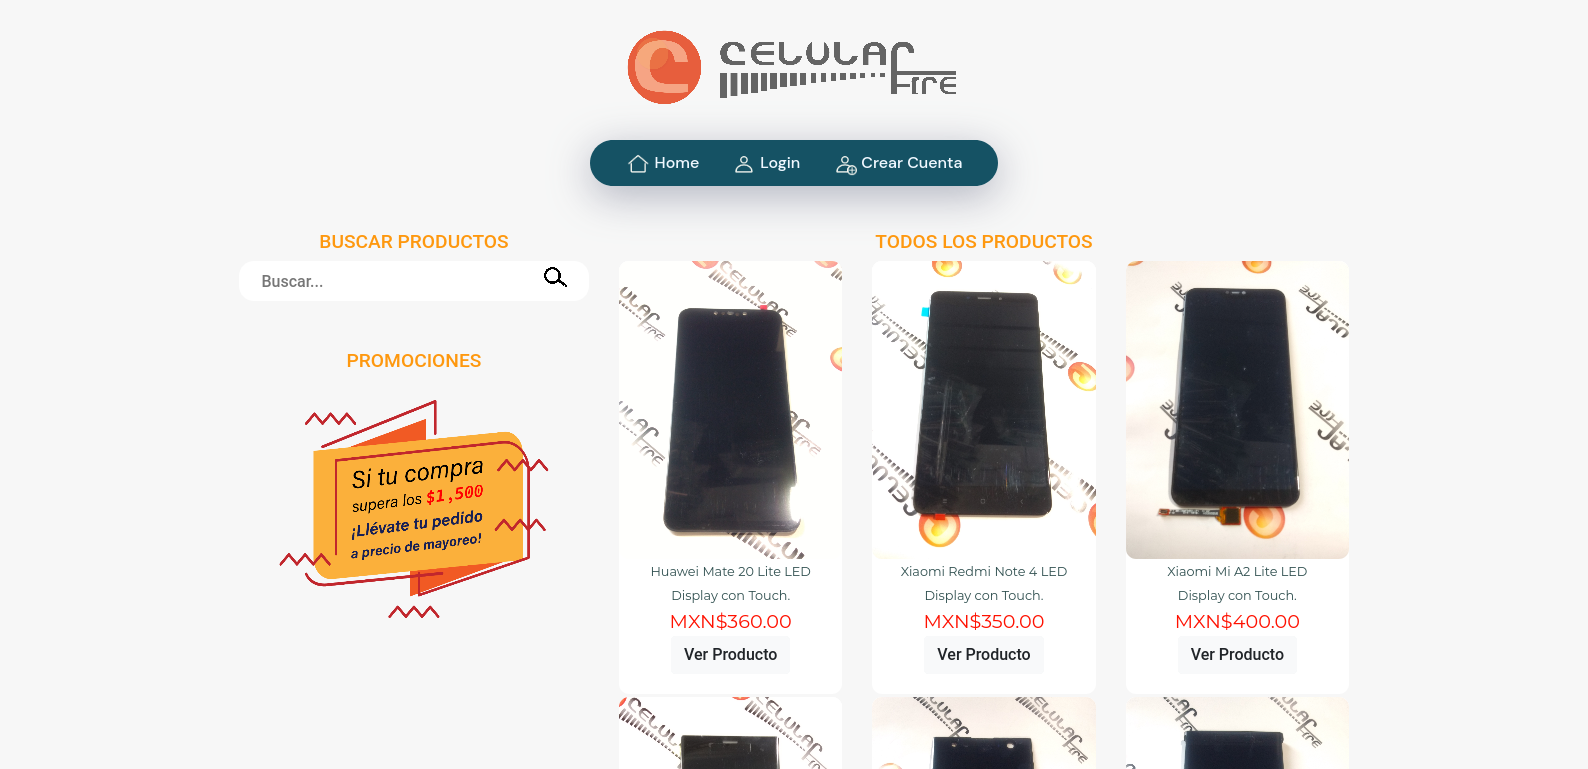 CELULAR
FIRE
Home Login Crear Cuenta
BUSCAR PRODUCTOS
Buscar...
PROMOCIONES
Si tu compra
supera los $1,500
¡Llévate tu pedido
a precio de mayoreo!
TODOS LOS PRODUCTOS
Huawei Mate 20 Lite LED
Display con Touch.
MXN$360.00
Ver Producto
Xiaomi Redmi Note 4 LED
Display con Touch.
MXN$350.00
Ver Producto
Xiaomi Mi A2 Lite LED
Display con Touch.
MXN$400.00
Ver Producto